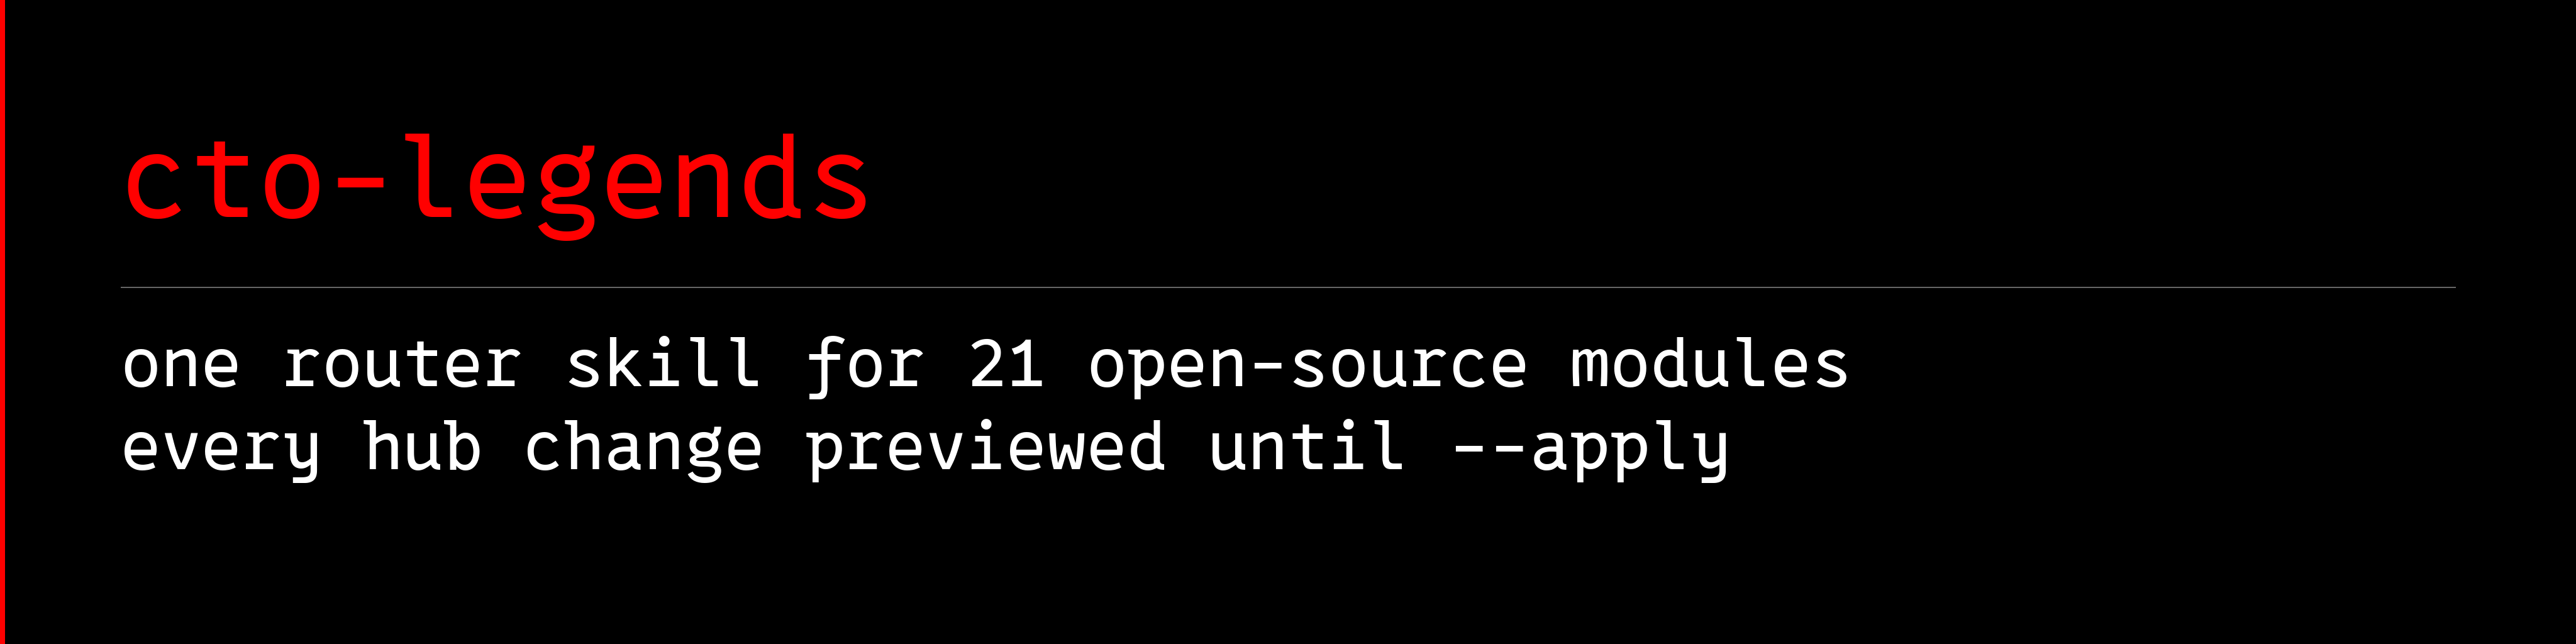 cto-legends
one router skill for 21 open-source modules
every hub change previewed until --apply